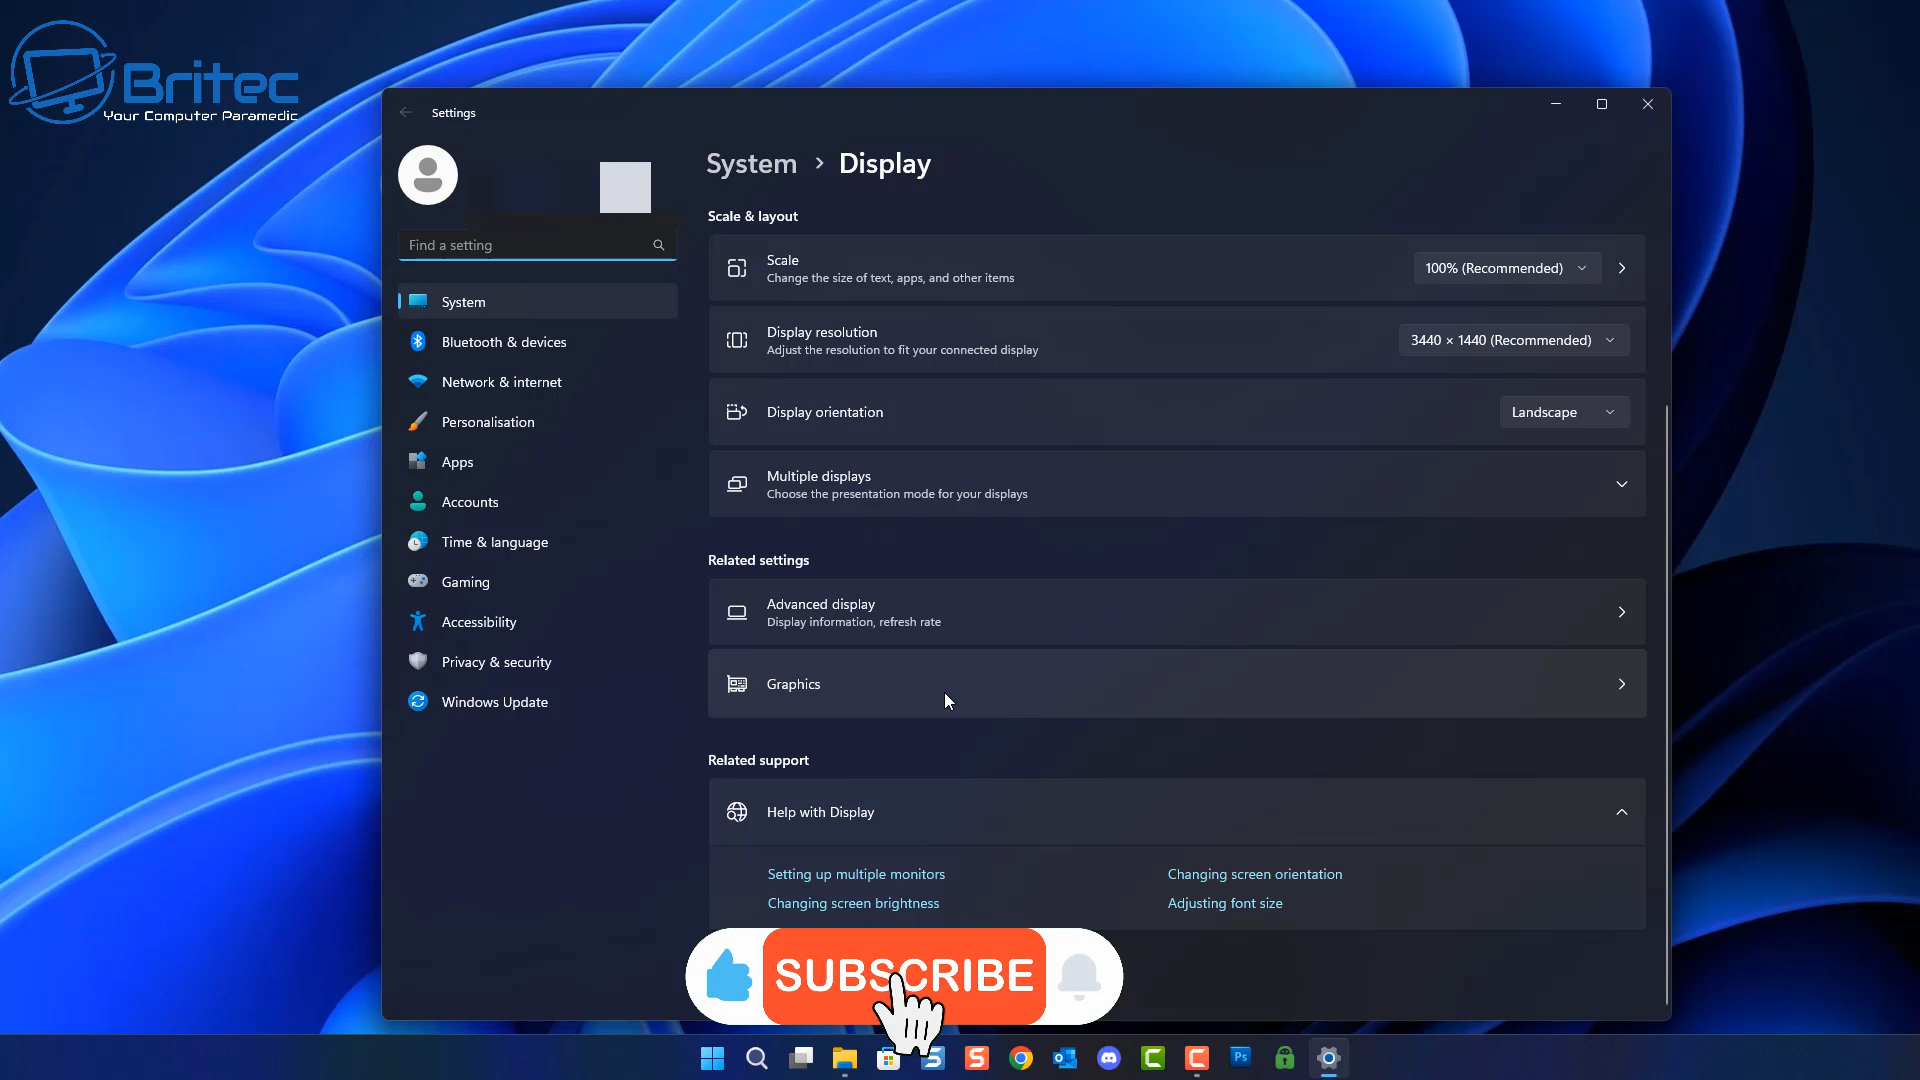 Britec
Your Computer Paramedic
Settings
System > Display
Find a setting
System
Bluetooth & devices
Network & internet
Personalisation
Apps
Accounts
Time & language
Gaming
Accessibility
Privacy & security
Windows Update
Scale & layout
Scale
Change the size of text, apps, and other items
100% (Recommended)
Display resolution
Adjust the resolution to fit your connected display
3440 × 1440 (Recommended)
Display orientation
Landscape
Multiple displays
Choose the presentation mode for your displays
Related settings
Advanced display
Display information, refresh rate
Graphics
Related support
Help with Display
Setting up multiple monitors
Changing screen orientation
Changing screen brightness
Adjusting font size
SUBSCRIBE
Ps